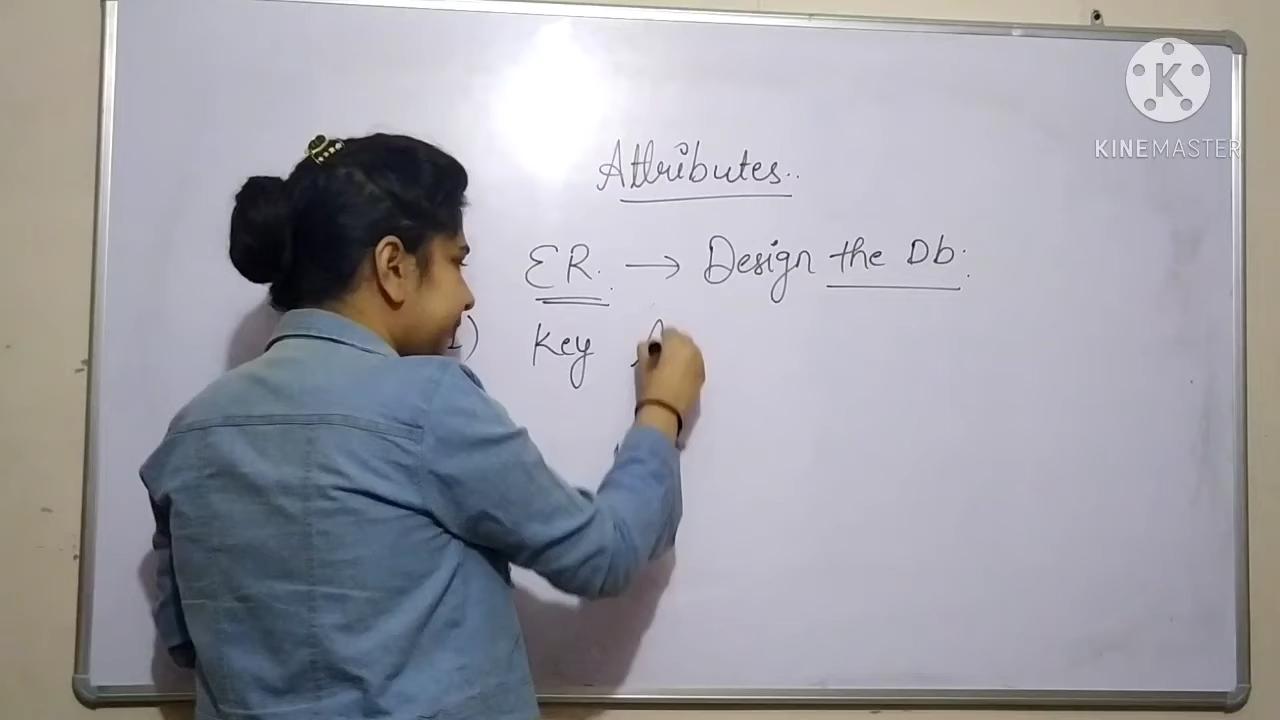 Attributes..
ER. → Design the Db.
1) Key A
K
KINEMASTER